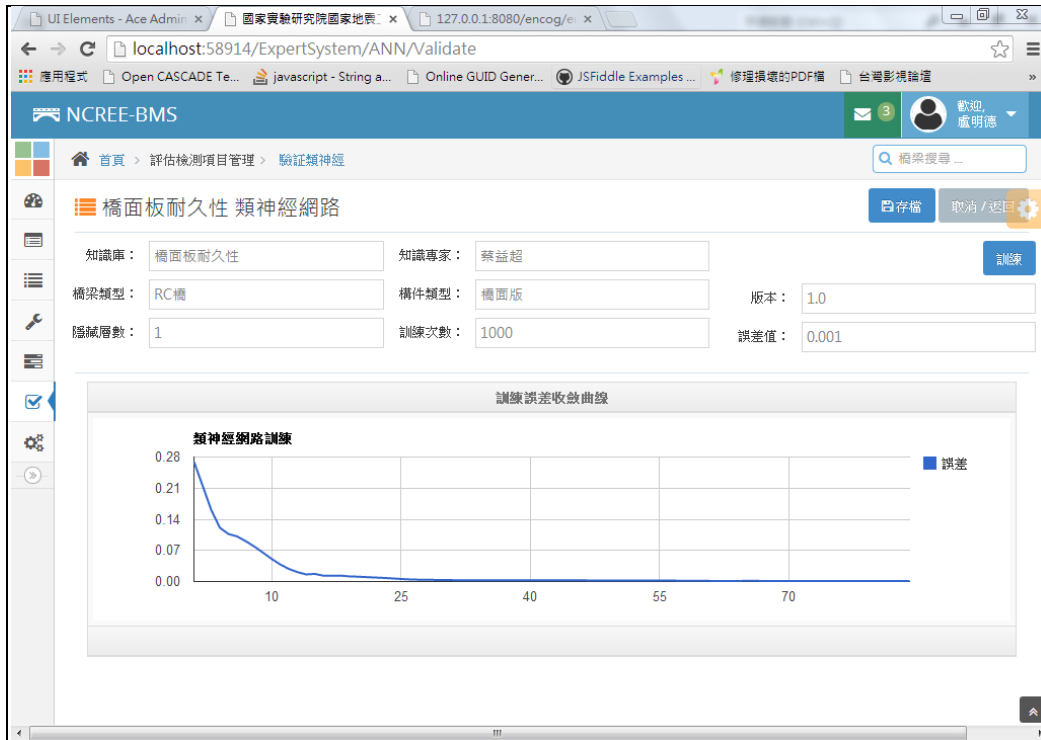 UI Elements - Ace Admin
國家實驗研究院國家地震工
127.0.0.1:8080/encog/e
localhost:58914/ExpertSystem/ANN/Validate
應用程式 Open CASCADE Te... javascript - String a... Online GUID Gener... JSFiddle Examples ... 修理損壞的PDF檔 台灣影視論壇 »
NCREE-BMS
3
歡迎,
盧明德
首頁 > 評估檢測項目管理 > 驗証類神經
橋梁搜尋 ...
橋面板耐久性 類神經網路
存檔
取消 / 返回
知識庫： 橋面板耐久性 知識專家： 蔡益超
訓練
橋梁類型： RC橋 構件類型： 橋面版 版本： 1.0
隱藏層數： 1 訓練次數： 1000 誤差值： 0.001
訓練誤差收斂曲線
類神經網路訓練
0.28
0.21
0.14
0.07
0.00
10 25 40 55 70
誤差